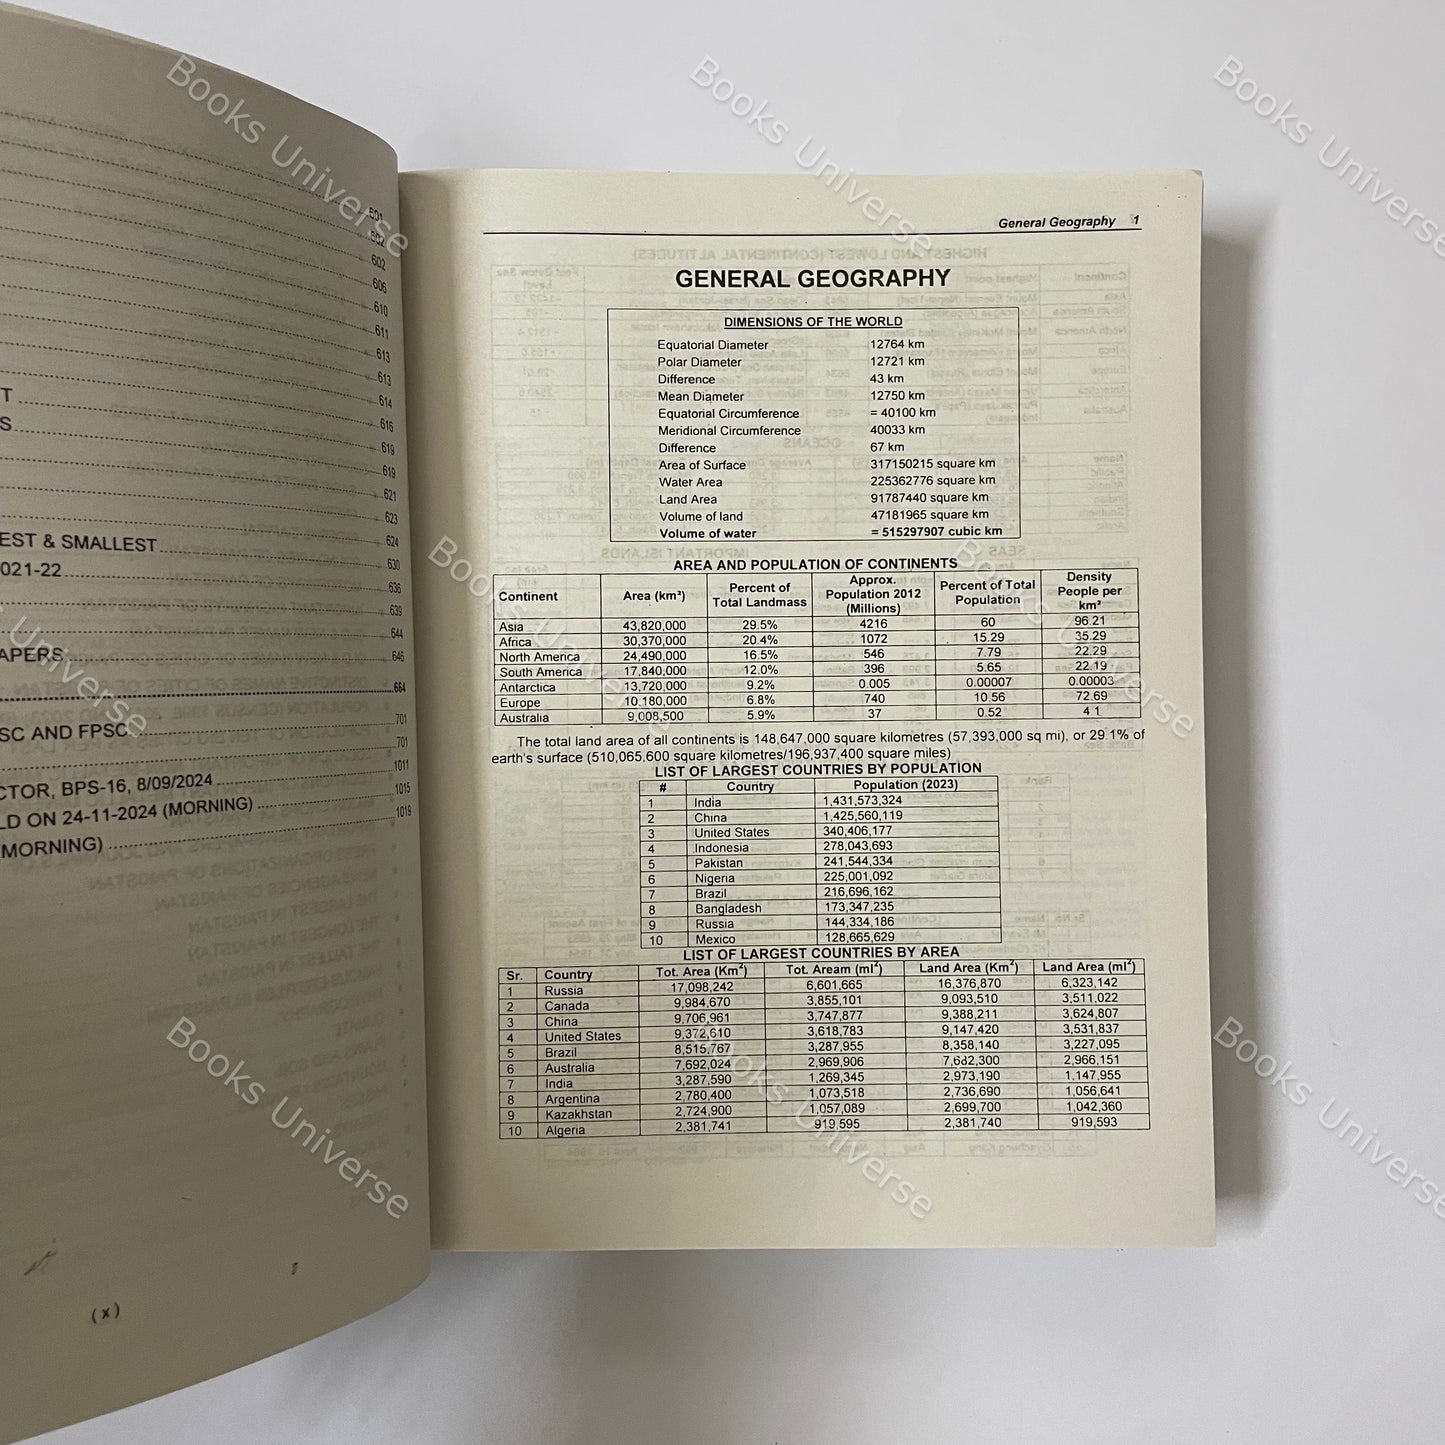 601
602
602
606
610
611
613
613
614
616
619
619
621
623
624
EST & SMALLEST 630
021-22 636
639
644
APERS 646
664
SC AND FPSC 701
701
1011
CTOR, BPS-16, 8/09/2024 1015
LD ON 24-11-2024 (MORNING) 1019
(MORNING)
(x)
General Geography 1
GENERAL GEOGRAPHY
DIMENSIONS OF THE WORLD
Equatorial Diameter 12764 km
Polar Diameter 12721 km
Difference 43 km
Mean Diameter 12750 km
Equatorial Circumference = 40100 km
Meridional Circumference 40033 km
Difference 67 km
Area of Surface 317150215 square km
Water Area 225362776 square km
Land Area 91787440 square km
Volume of land 47181965 square km
Volume of water = 515297907 cubic km
AREA AND POPULATION OF CONTINENTS
Continent Area (km²) Percent of Total Landmass Approx. Population 2012 (Millions) Percent of Total Population Density People per km²
Asia 43,820,000 29.5% 4216 60 96.21
Africa 30,370,000 20.4% 1072 15.29 35.29
North America 24,490,000 16.5% 546 7.79 22.29
South America 17,840,000 12.0% 396 5.65 22.19
Antarctica 13,720,000 9.2% 0.005 0.00007 0.00003
Europe 10,180,000 6.8% 740 10.56 72.69
Australia 9,008,500 5.9% 37 0.52 4.1
The total land area of all continents is 148,647,000 square kilometres (57,393,000 sq mi), or 29.1% of
earth's surface (510,065,600 square kilometres/196,937,400 square miles)
LIST OF LARGEST COUNTRIES BY POPULATION
# Country Population (2023)
1 India 1,431,573,324
2 China 1,425,560,119
3 United States 340,406,177
4 Indonesia 278,043,693
5 Pakistan 241,544,334
6 Nigeria 225,001,092
7 Brazil 216,696,162
8 Bangladesh 173,347,235
9 Russia 144,334,186
10 Mexico 128,665,629
LIST OF LARGEST COUNTRIES BY AREA
Sr. Country Tot. Area (Km²) Tot. Aream (ml²) Land Area (Km²) Land Area (ml²)
1 Russia 17,098,242 6,601,665 16,376,870 6,323,142
2 Canada 9,984,670 3,855,101 9,093,510 3,511,022
3 China 9,706,961 3,747,877 9,388,211 3,624,807
4 United States 9,372,610 3,618,783 9,147,420 3,531,837
5 Brazil 8,515,767 3,287,955 8,358,140 3,227,095
6 Australia 7,692,024 2,969,906 7,682,300 2,966,151
7 India 3,287,590 1,269,345 2,973,190 1,147,955
8 Argentina 2,780,400 1,073,518 2,736,690 1,056,641
9 Kazakhstan 2,724,900 1,057,089 2,699,700 1,042,360
10 Algeria 2,381,741 919,595 2,381,740 919,593
Books Universe
Books Universe
Books Universe
Books Universe
Books Universe
Books Universe
Books Universe
Books Universe